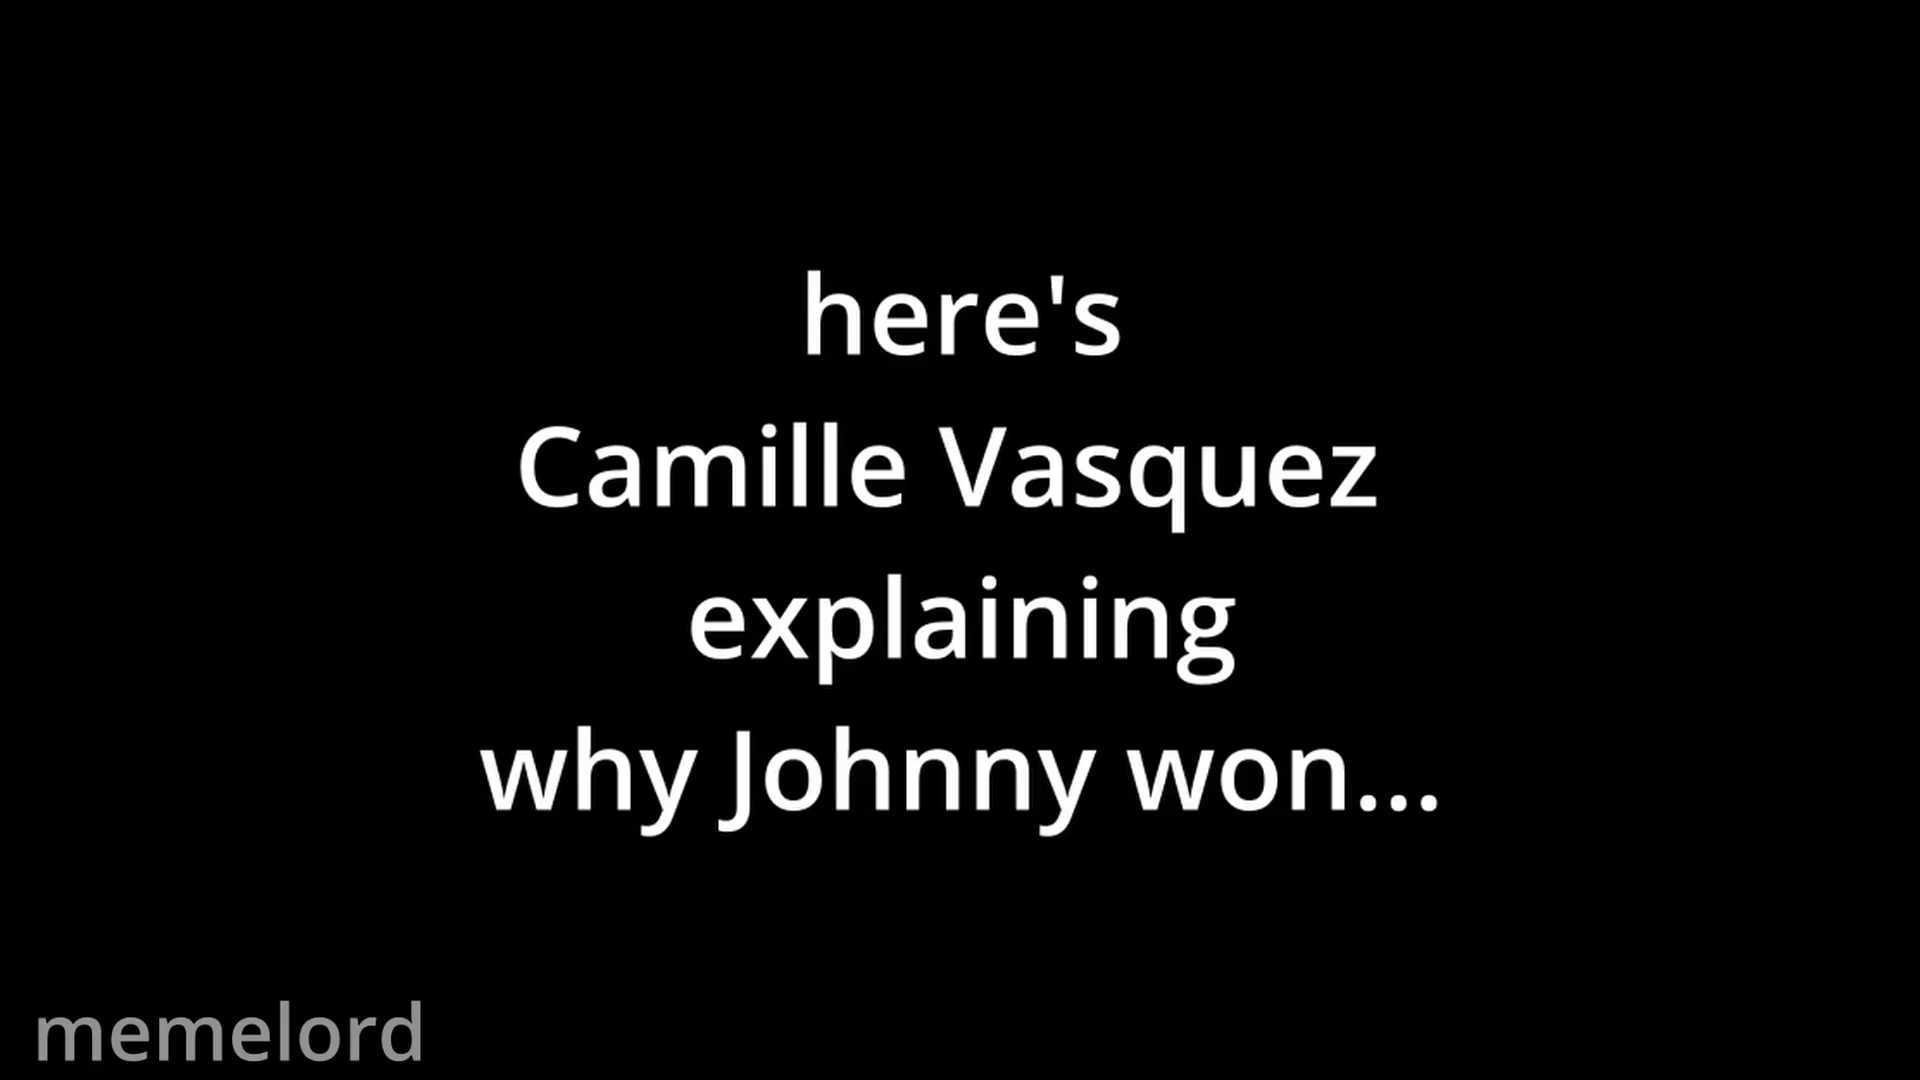 here's
Camille Vasquez
explaining
why Johnny won...
memelord